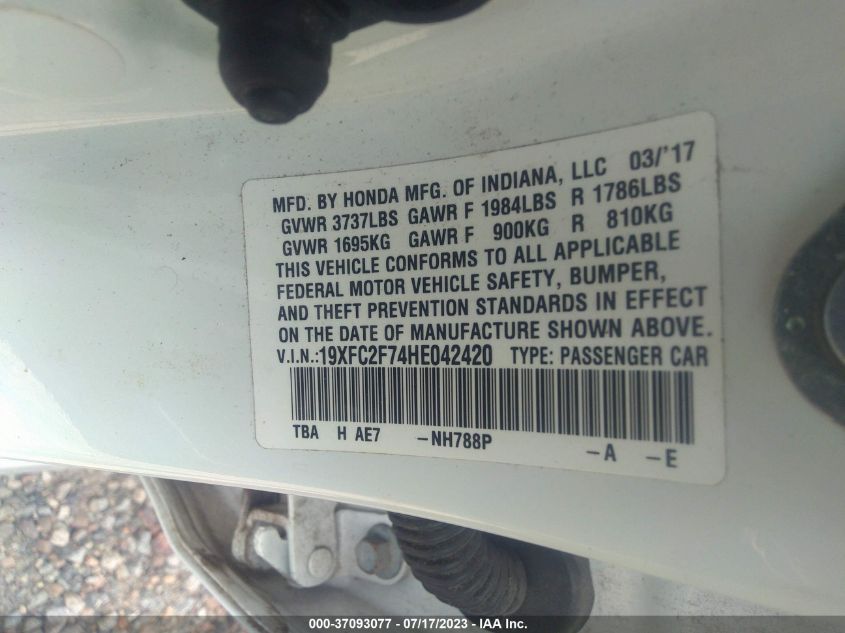 MFD. BY HONDA MFG. OF INDIANA, LLC 03/'17
GVWR 3737LBS GAWR F 1984LBS R 1786LBS
GVWR 1695KG GAWR F 900KG R 810KG
THIS VEHICLE CONFORMS TO ALL APPLICABLE
FEDERAL MOTOR VEHICLE SAFETY, BUMPER,
AND THEFT PREVENTION STANDARDS IN EFFECT
ON THE DATE OF MANUFACTURE SHOWN ABOVE.
V.I.N.:19XFC2F74HE042420 TYPE: PASSENGER CAR
TBA H AE7 -NH788P -A -E
000-37093077 - 07/17/2023 - IAA Inc.